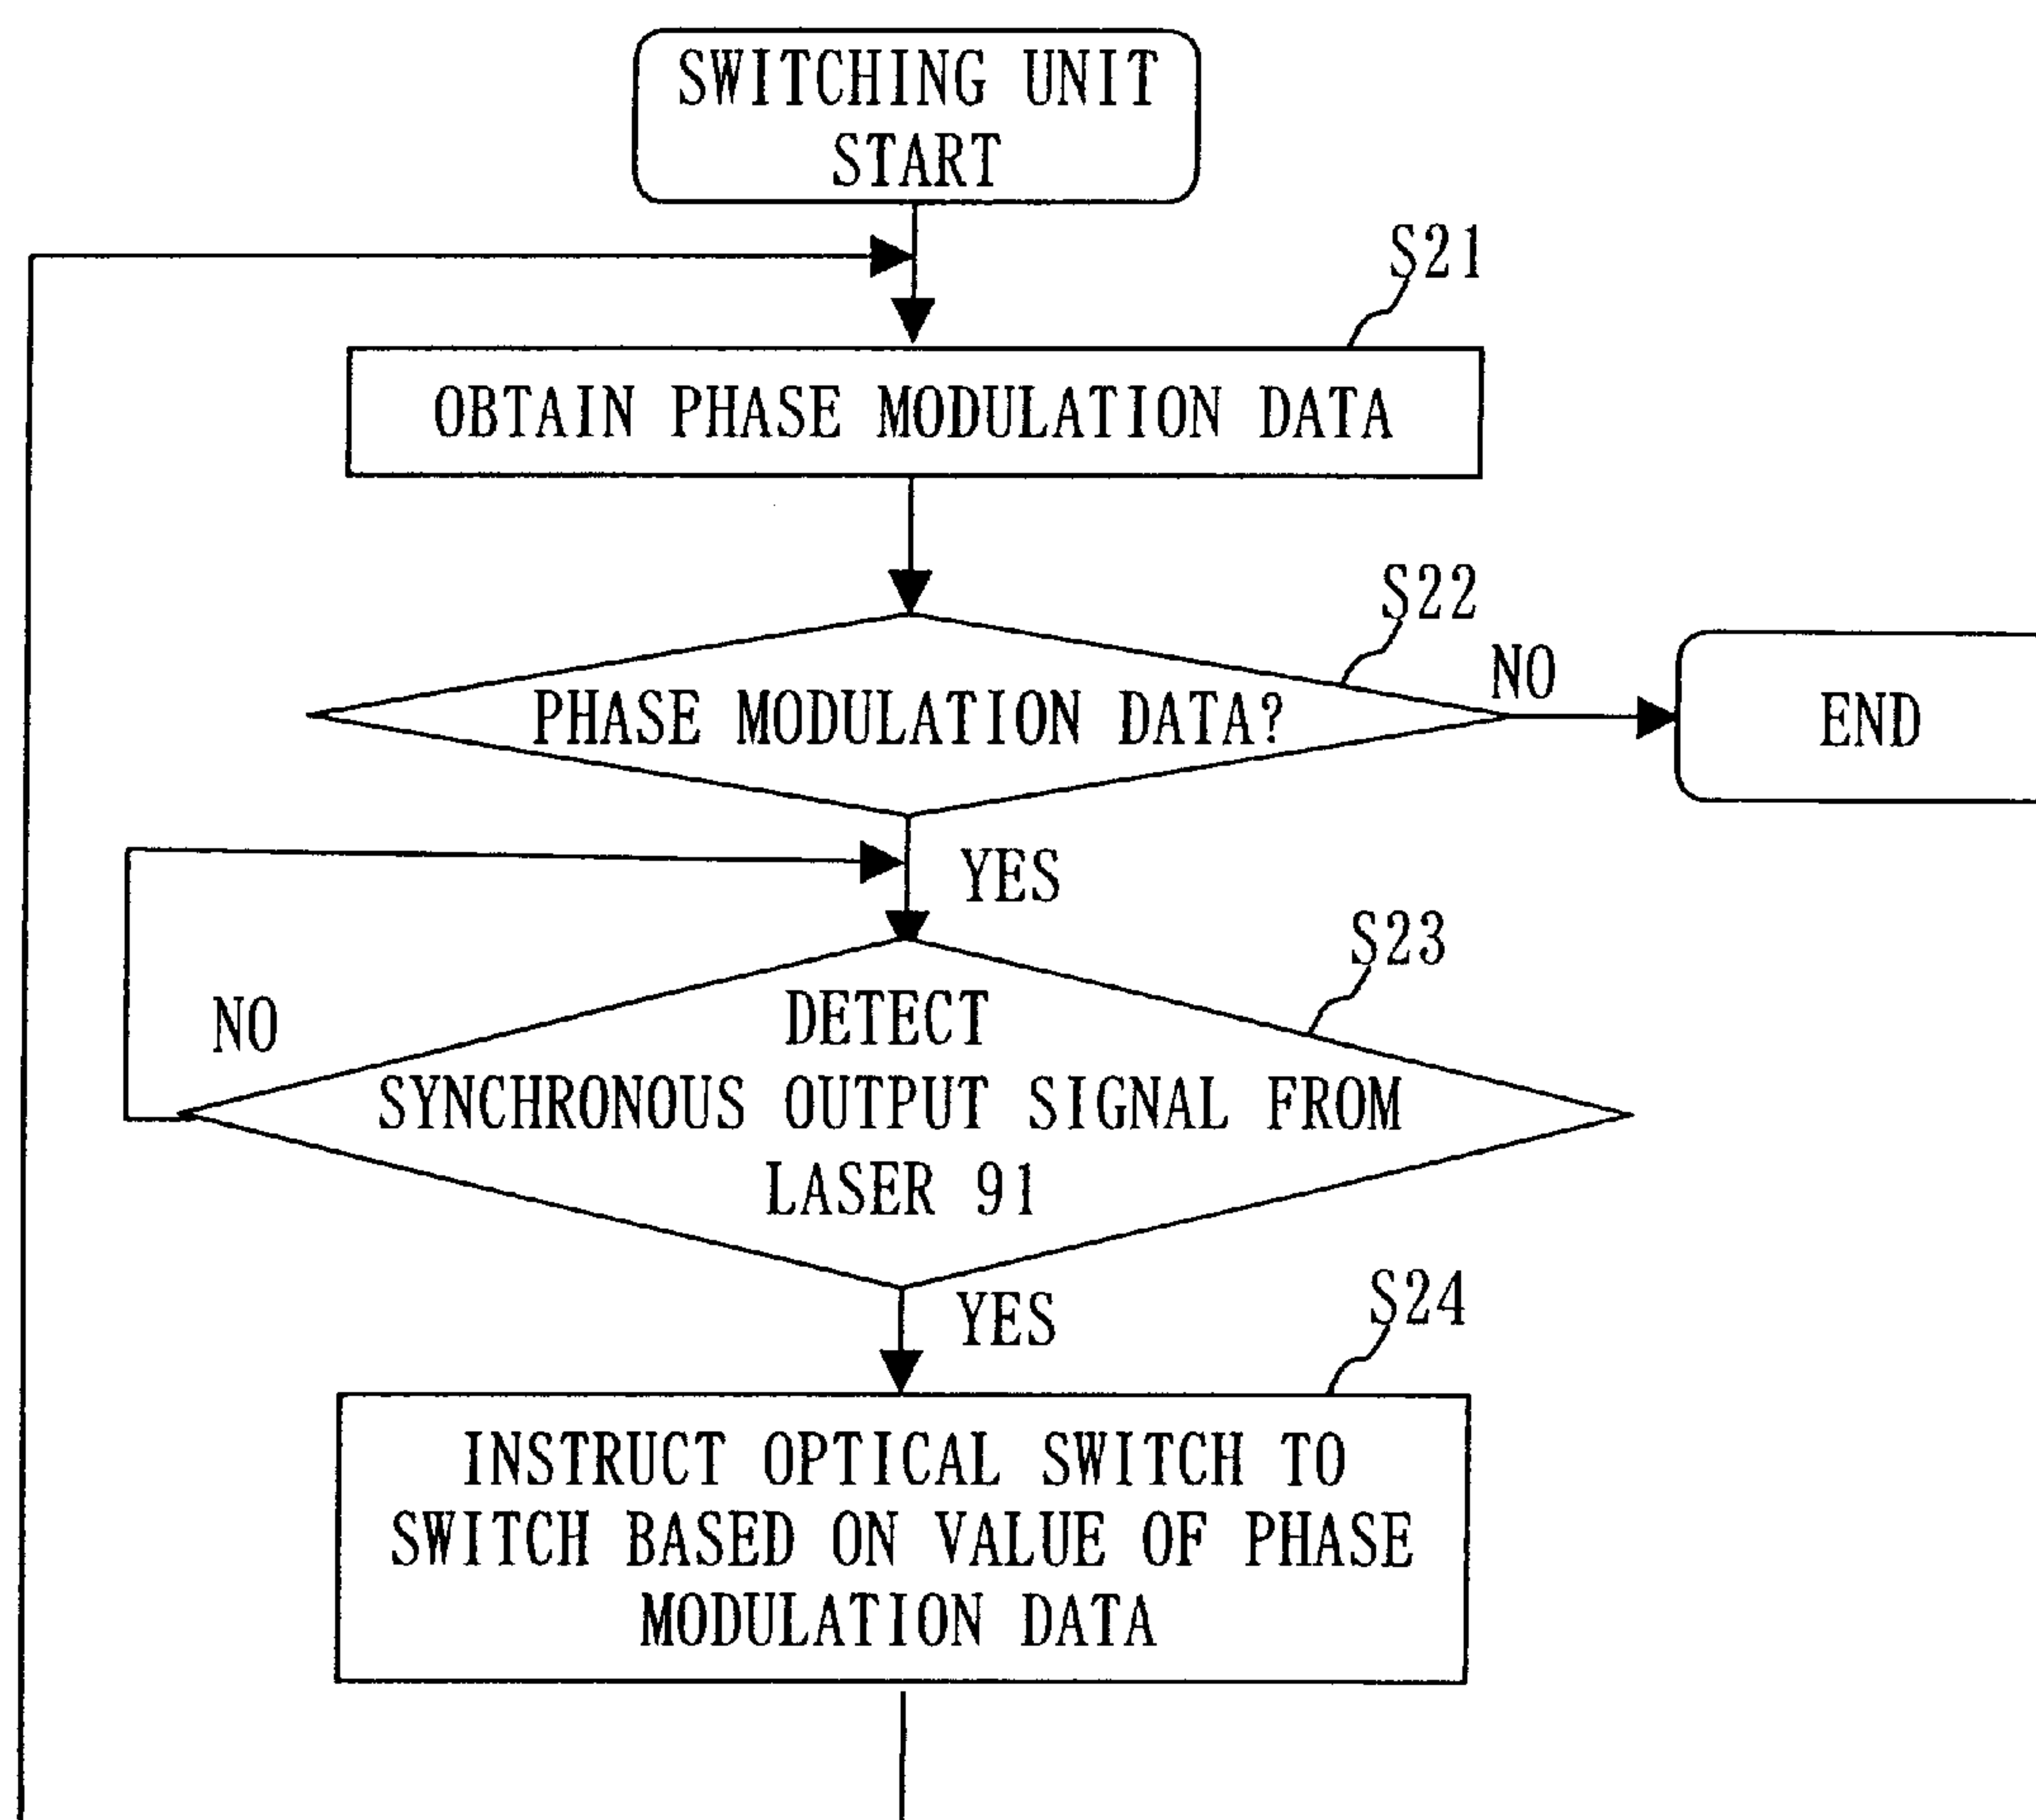 SWITCHING UNIT
START
S21
OBTAIN PHASE MODULATION DATA
S22
NO
PHASE MODULATION DATA?
END
YES
S23
NO
DETECT
SYNCHRONOUS OUTPUT SIGNAL FROM
LASER 91
YES
S24
INSTRUCT OPTICAL SWITCH TO
SWITCH BASED ON VALUE OF PHASE
MODULATION DATA